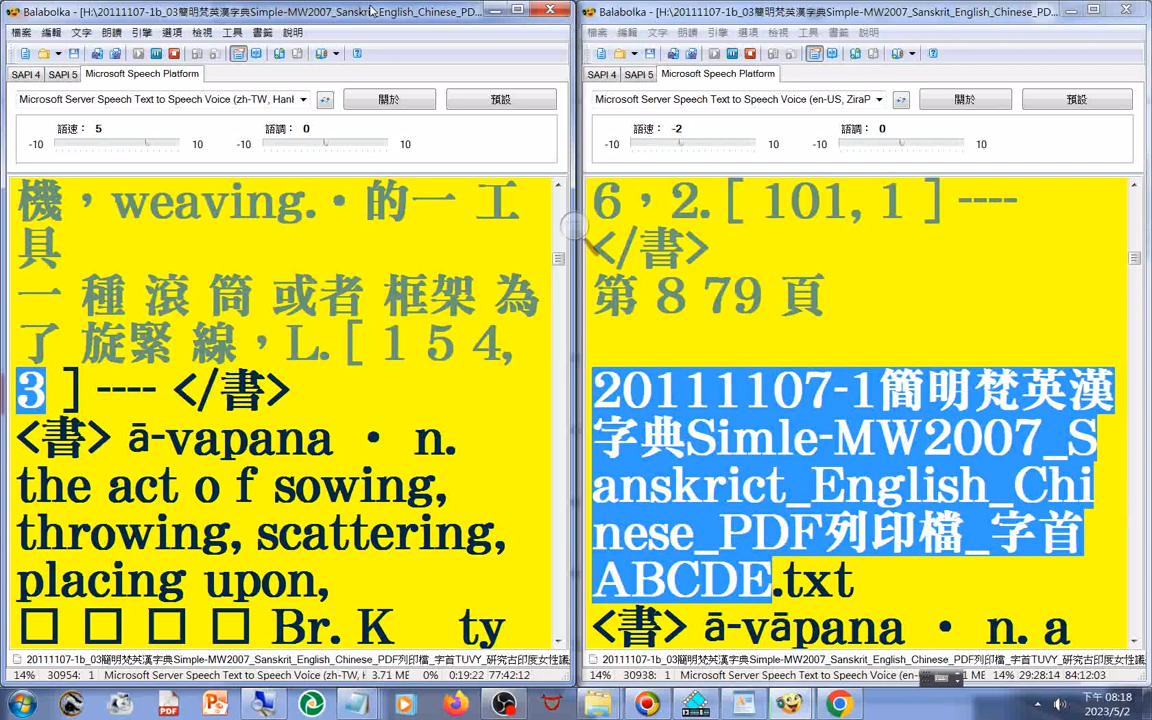 Balabolka - [H:\20111107-1b_03簡明梵英漢字典Simple-MW2007_Sanskrit_English_Chinese_PD...
檔案 編輯 文字 朗讀 引擎 選項 檢視 工具 書籤 說明
SAPI 4 SAPI 5 Microsoft Speech Platform
Microsoft Server Speech Text to Speech Voice (zh-TW, Hanl 關於 預設
語速： 5 語調： 0
-10 10 -10 10
機，weaving.•的一 工
具
一 種 滾 筒 或者 框架 為
了 旋緊 線，L. [ 1 5 4,
3 ] ---- </書>
<書> ā-vapana • n.
the act o f sowing,
throwing, scattering,
placing upon,
□ □ □ □ Br. K ty
20111107-1b_03簡明梵英漢字典Simple-MW2007_Sanskrit_English_Chinese_PDF列印檔_字首TUVY_研究古印度女性議
14% 30954: 1 Microsoft Server Speech Text to Speech Voice (zh-TW, H 3.71 ME 0% 0:19:22 77:42:12
Balabolka - [H:\20111107-1b_03簡明梵英漢字典Simple-MW2007_Sanskrit_English_Chinese_PD...
檔案 編輯 文字 朗讀 引擎 選項 檢視 工具 書籤 說明
SAPI 4 SAPI 5 Microsoft Speech Platform
Microsoft Server Speech Text to Speech Voice (en-US, ZiraP 關於 預設
語速： -2 語調： 0
-10 10 -10 10
6，2. [ 101, 1 ] ----
</書>
第 8 79 頁
20111107-1簡明梵英漢
字典Simle-MW2007_S
anskrict_English_Chi
nese_PDF列印檔_字首
ABCDE.txt
<書> ā-vāpana • n. a
20111107-1b_03簡明梵英漢字典Simple-MW2007_Sanskrit_English_Chinese_PDF列印檔_字首TUVY_研究古印度女性議
14% 30938: 1 Microsoft Server Speech Text to Speech Voice 14% 29:28:14 84:12:03
下午 08:18
2023/5/2